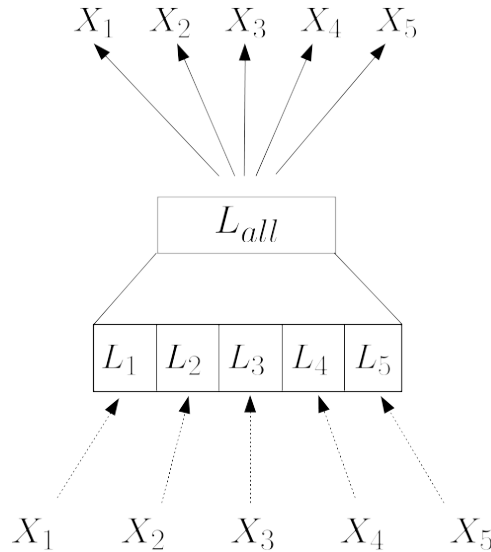 X₁ X₂ X₃ X₄ X₅
L_all
L₁ L₂ L₃ L₄ L₅
X₁ X₂ X₃ X₄ X₅